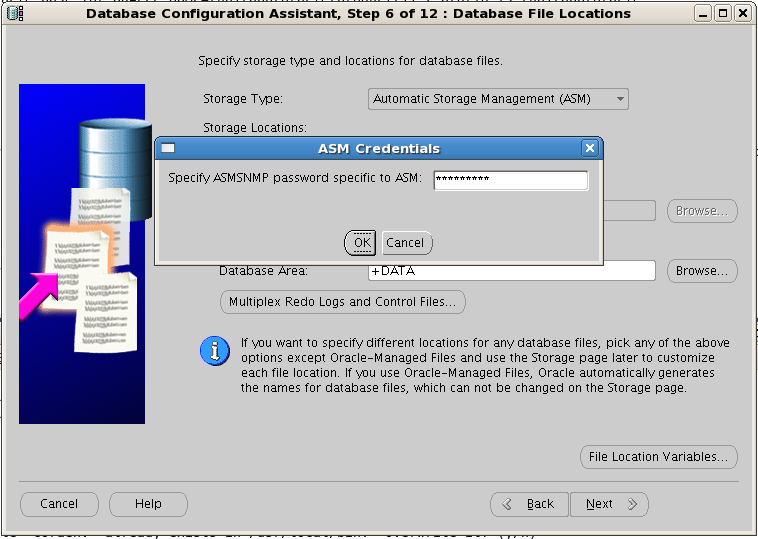 Database Configuration Assistant, Step 6 of 12 : Database File Locations
Specify storage type and locations for database files.
Storage Type: Automatic Storage Management (ASM)
Storage Locations:
ASM Credentials
Specify ASMSNMP password specific to ASM: *********
OK Cancel
Browse...
Database Area: +DATA Browse...
Multiplex Redo Logs and Control Files...
If you want to specify different locations for any database files, pick any of the above
options except Oracle-Managed Files and use the Storage page later to customize
each file location. If you use Oracle-Managed Files, Oracle automatically generates
the names for database files, which can not be changed on the Storage page.
File Location Variables...
Cancel Help Back Next